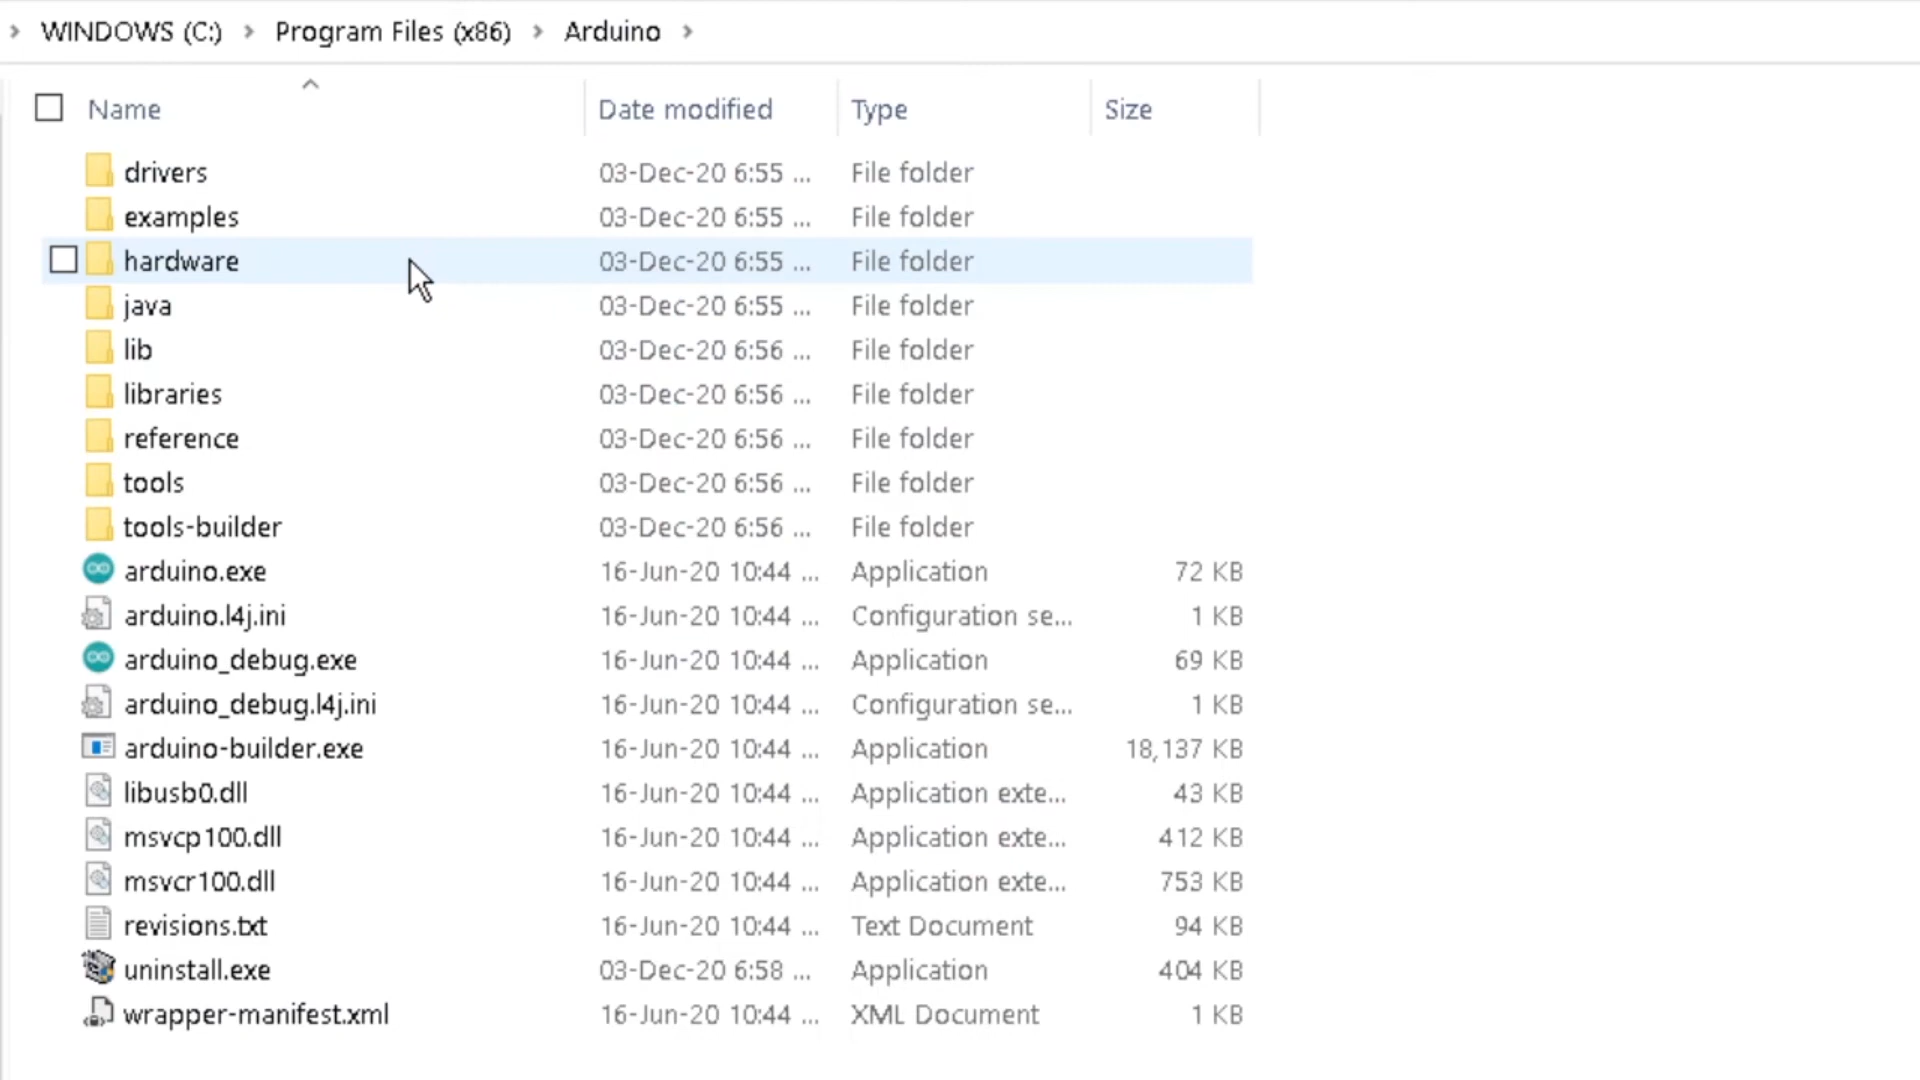 › WINDOWS (C:) › Program Files (x86) › Arduino ›
Name Date modified Type Size
drivers 03-Dec-20 6:55 ... File folder
examples 03-Dec-20 6:55 ... File folder
hardware 03-Dec-20 6:55 ... File folder
java 03-Dec-20 6:55 ... File folder
lib 03-Dec-20 6:56 ... File folder
libraries 03-Dec-20 6:56 ... File folder
reference 03-Dec-20 6:56 ... File folder
tools 03-Dec-20 6:56 ... File folder
tools-builder 03-Dec-20 6:56 ... File folder
arduino.exe 16-Jun-20 10:44 ... Application 72 KB
arduino.l4j.ini 16-Jun-20 10:44 ... Configuration se... 1 KB
arduino_debug.exe 16-Jun-20 10:44 ... Application 69 KB
arduino_debug.l4j.ini 16-Jun-20 10:44 ... Configuration se... 1 KB
arduino-builder.exe 16-Jun-20 10:44 ... Application 18,137 KB
libusb0.dll 16-Jun-20 10:44 ... Application exte... 43 KB
msvcp100.dll 16-Jun-20 10:44 ... Application exte... 412 KB
msvcr100.dll 16-Jun-20 10:44 ... Application exte... 753 KB
revisions.txt 16-Jun-20 10:44 ... Text Document 94 KB
uninstall.exe 03-Dec-20 6:58 ... Application 404 KB
wrapper-manifest.xml 16-Jun-20 10:44 ... XML Document 1 KB